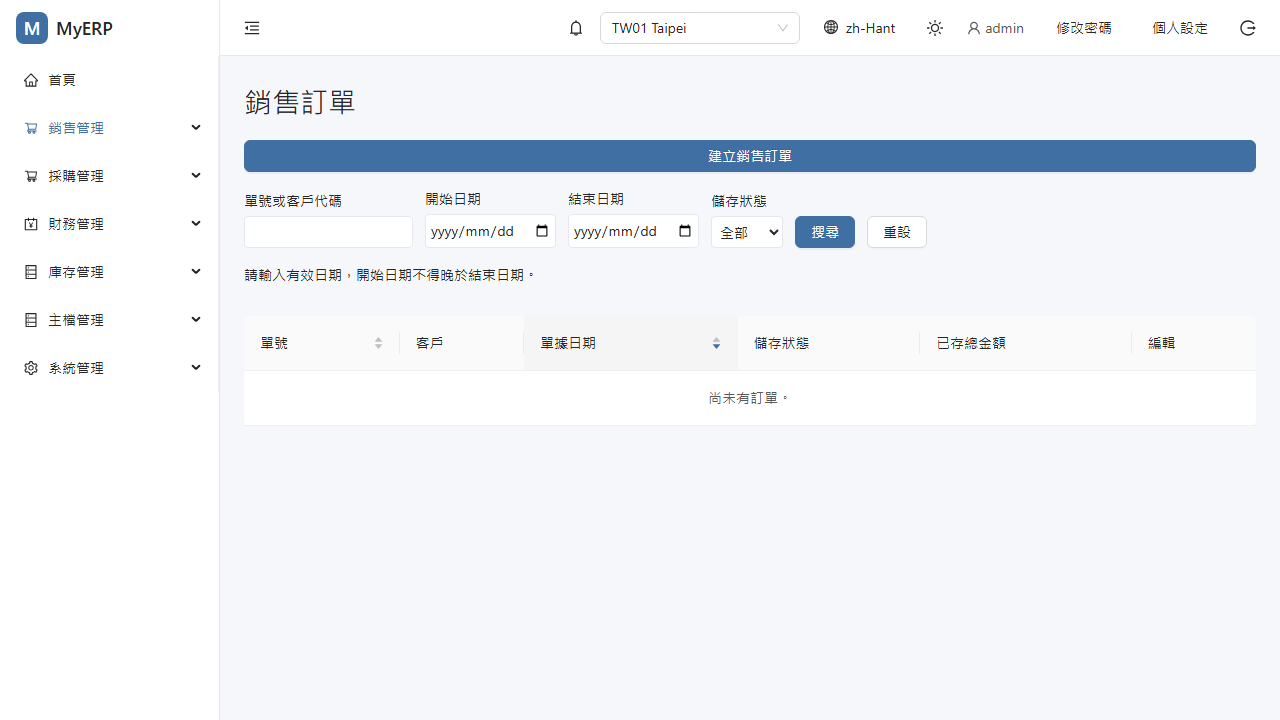 M MyERP
TW01 Taipei
zh-Hant
admin
修改密碼
個人設定
首頁
銷售管理
採購管理
財務管理
庫存管理
主檔管理
系統管理
銷售訂單
建立銷售訂單
單號或客戶代碼
開始日期
結束日期
儲存狀態
yyyy/mm/dd
yyyy/mm/dd
全部
搜尋
重設
請輸入有效日期，開始日期不得晚於結束日期。
單號 客戶 單據日期 儲存狀態 已存總金額 編輯
尚未有訂單。